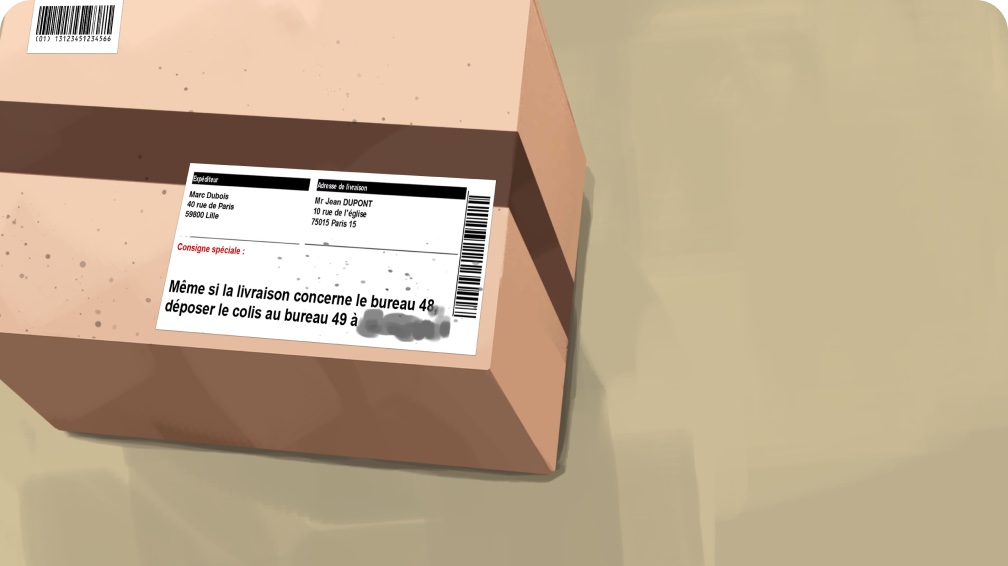 (01) 13123451234566
Expéditeur
Marc Dubois
40 rue de Paris
59800 Lille
Adresse de livraison
Mr Jean DUPONT
10 rue de l'église
75015 Paris 15
Consigne spéciale :
Même si la livraison concerne le bureau 48,
déposer le colis au bureau 49 à